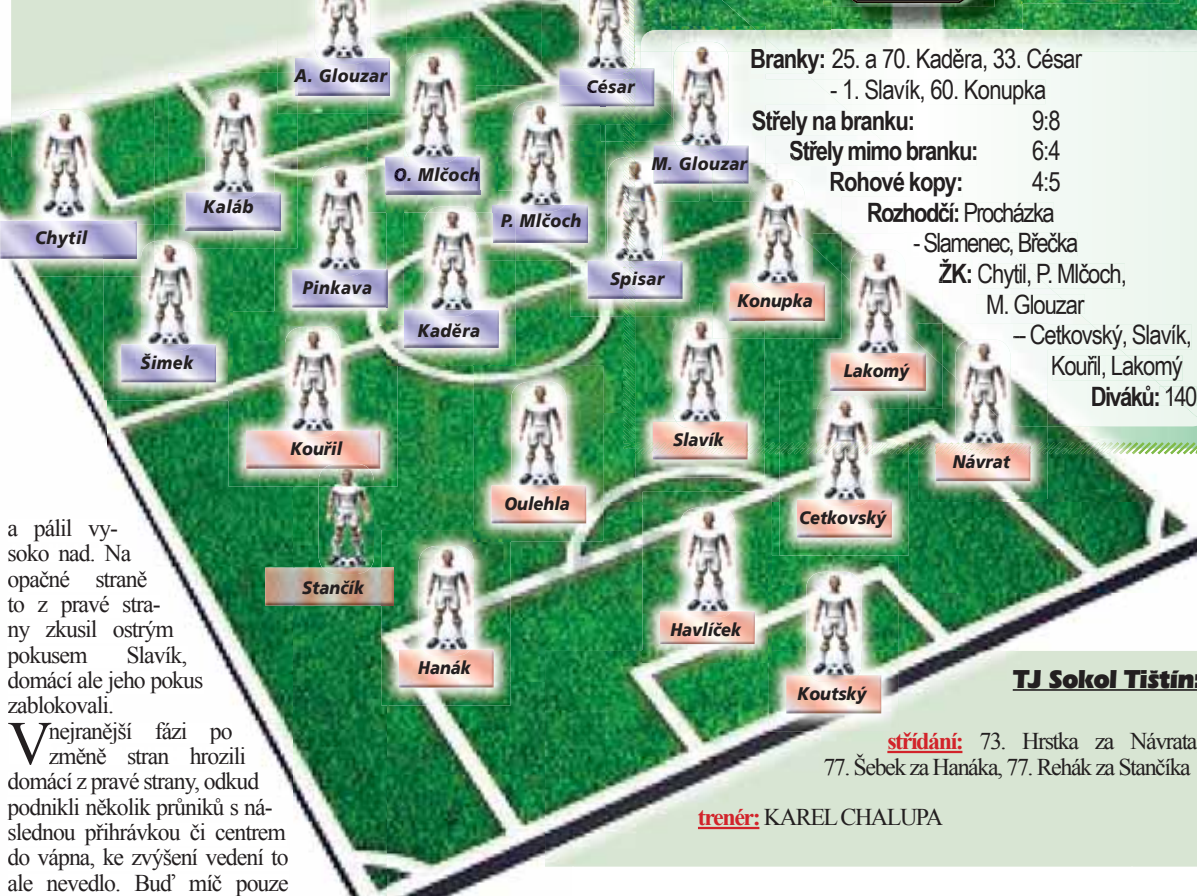 A. Glouzar
César
O. Mlčoch
M. Glouzar
Kaláb
P. Mlčoch
Chytil
Pinkava
Spisar
Konupka
Kaděra
Šimek
Lakomý
Kouřil
Slavík
Návrat
Oulehla
Cetkovský
Stančík
Havlíček
Hanák
Koutský
Branky: 25. a 70. Kaděra, 33. César
- 1. Slavík, 60. Konupka
Střely na branku: 9:8
Střely mimo branku: 6:4
Rohové kopy: 4:5
Rozhodčí: Procházka
- Slamenec, Břečka
ŽK: Chytil, P. Mlčoch,
M. Glouzar
– Cetkovský, Slavík,
Kouřil, Lakomý
Diváků: 140
a pálil vy-
soko nad. Na
opačné straně
to z pravé stra-
ny zkusil ostrým
pokusem Slavík,
domácí ale jeho pokus
zablokovali.
V nejranější fázi po
změně stran hrozili
domácí z pravé strany, odkud
podnikli několik průniků s ná-
slednou přihrávkou či centrem
do vápna, ke zvýšení vedení to
ale nevedlo. Buď míč pouze
TJ Sokol Tištín:
střídání: 73. Hrstka za Návrata
77. Šebek za Hanáka, 77. Rehák za Stančíka
trenér: KAREL CHALUPA